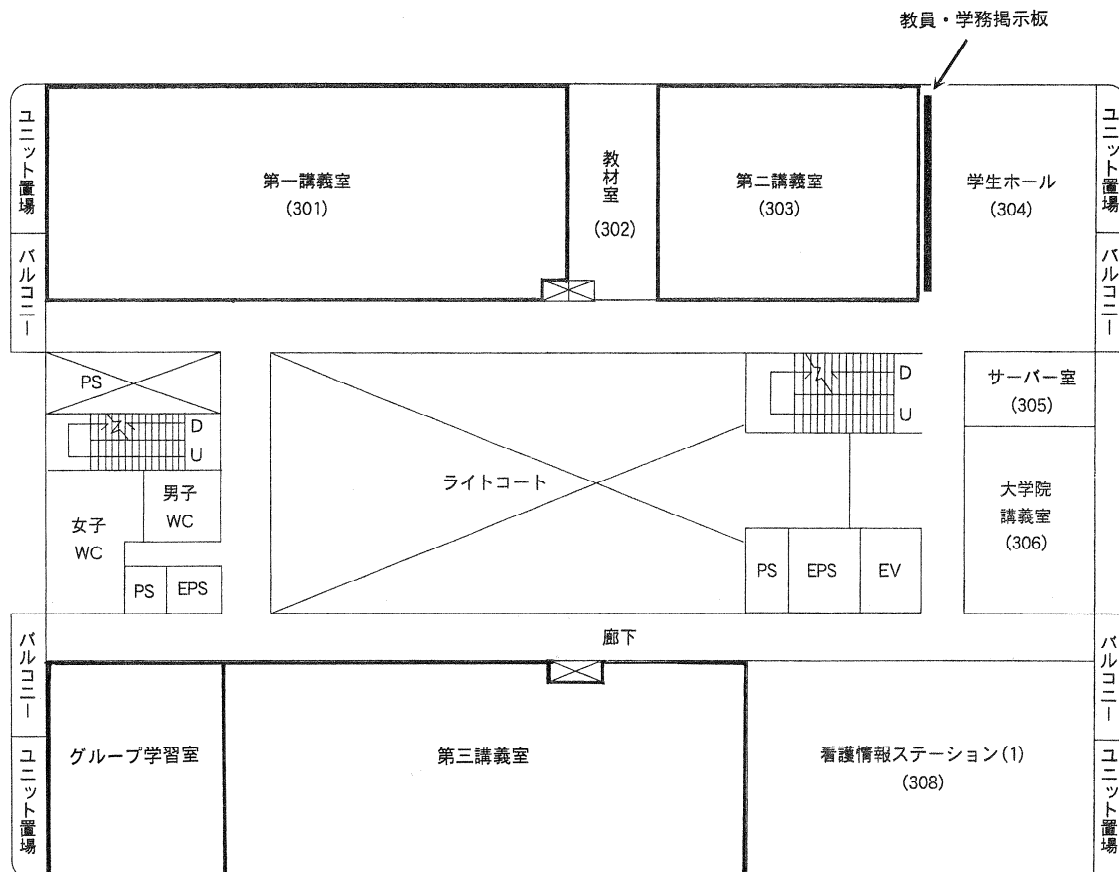 教員・学務掲示板
ユニット置場
第一講義室
(301)
教材室
(302)
第二講義室
(303)
学生ホール
(304)
ユニット置場
バルコニー
バルコニー
PS
D
U
D
U
サーバー室
(305)
ライトコート
男子
WC
女子
WC
大学院
講義室
(306)
PS
EPS
PS
EPS
EV
バルコニー
廊下
バルコニー
グループ学習室
第三講義室
看護情報ステーション(1)
(308)
ユニット置場
ユニット置場